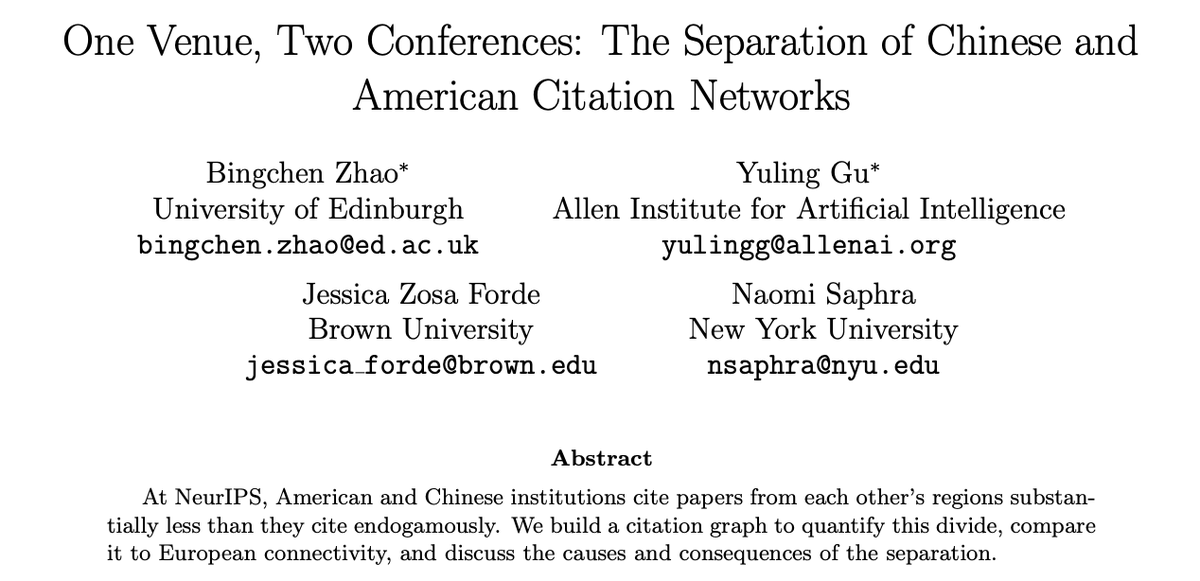 One Venue, Two Conferences: The Separation of Chinese and
American Citation Networks
Bingchen Zhao*
University of Edinburgh
bingchen.zhao@ed.ac.uk
Yuling Gu*
Allen Institute for Artificial Intelligence
yulingg@allenai.org
Jessica Zosa Forde
Brown University
jessica_forde@brown.edu
Naomi Saphra
New York University
nsaphra@nyu.edu
Abstract
At NeurIPS, American and Chinese institutions cite papers from each other's regions substan-
tially less than they cite endogamously. We build a citation graph to quantify this divide, compare
it to European connectivity, and discuss the causes and consequences of the separation.